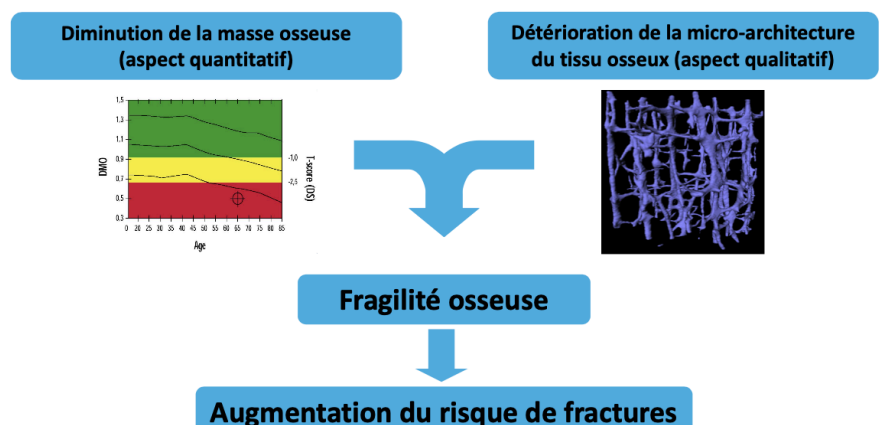 Diminution de la masse osseuse
(aspect quantitatif)
Détérioration de la micro-architecture
du tissu osseux (aspect qualitatif)
1.5
1.3
1.1
0.9
0.7
0.5
0.3
DMO
-1,0
-2,5
T-score (DS)
0 20 25 30 35 40 45 50 55 60 65 70 75 80 85
Age
Fragilité osseuse
Augmentation du risque de fractures